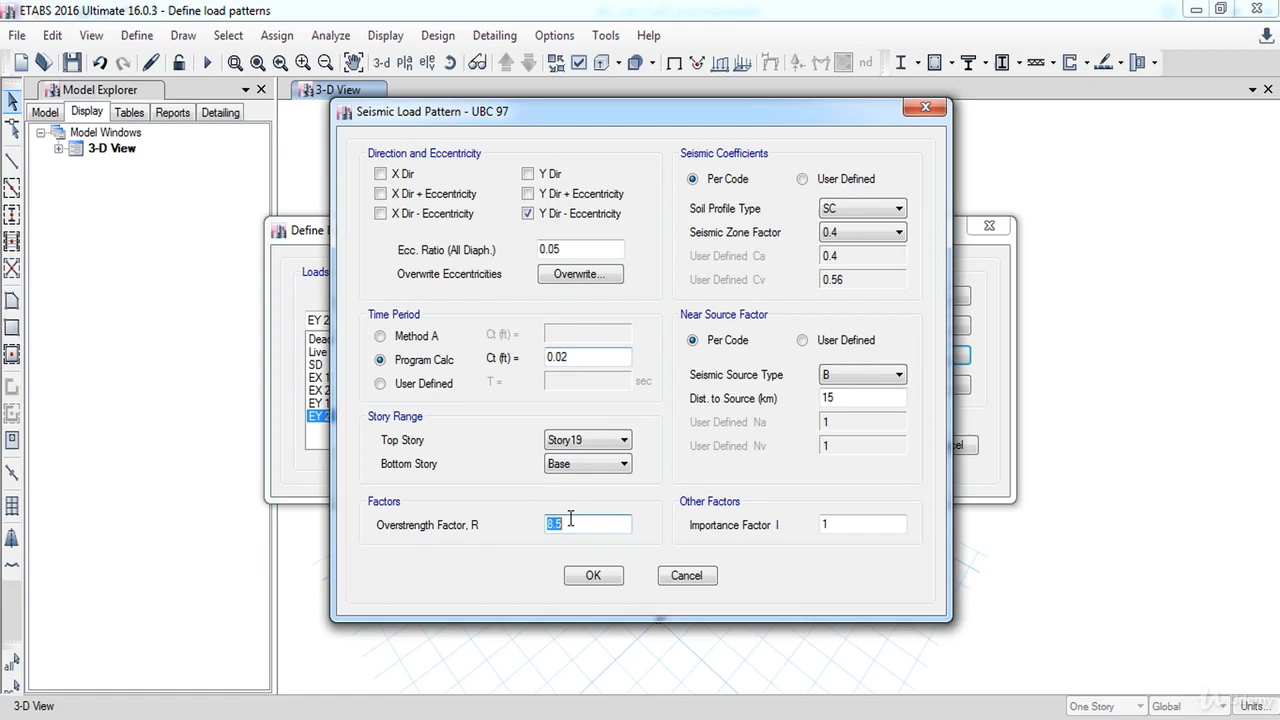 ETABS 2016 Ultimate 16.0.3 - Define load patterns
File Edit View Define Draw Select Assign Analyze Display Design Detailing Options Tools Help
3-d
nd
Model Explorer
3-D View
Model Display Tables Reports Detailing
Model Windows
3-D View
Seismic Load Pattern - UBC 97
Direction and Eccentricity
X Dir
Y Dir
X Dir + Eccentricity
Y Dir + Eccentricity
X Dir - Eccentricity
Y Dir - Eccentricity
Ecc. Ratio (All Diaph.) 0.05
Overwrite Eccentricities Overwrite...
Time Period
Method A Ct (ft) =
Program Calc Ct (ft) = 0.02
User Defined T = sec
Story Range
Top Story Story19
Bottom Story Base
Factors
Overstrength Factor, R 8.5
Seismic Coefficients
Per Code User Defined
Soil Profile Type SC
Seismic Zone Factor 0.4
User Defined Ca 0.4
User Defined Cv 0.56
Near Source Factor
Per Code User Defined
Seismic Source Type B
Dist. to Source (km) 15
User Defined Na 1
User Defined Nv 1
Other Factors
Importance Factor I 1
OK Cancel
Define
Loads
EY 2
Dead
Live
SD
EX 1
EX 2
EY 1
EY 2
cel
all
3-D View
One Story Global Units...
Udemy